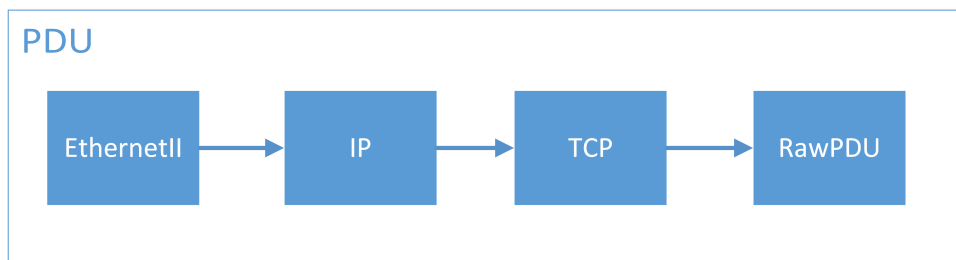 PDU
EthernetII
IP
TCP
RawPDU